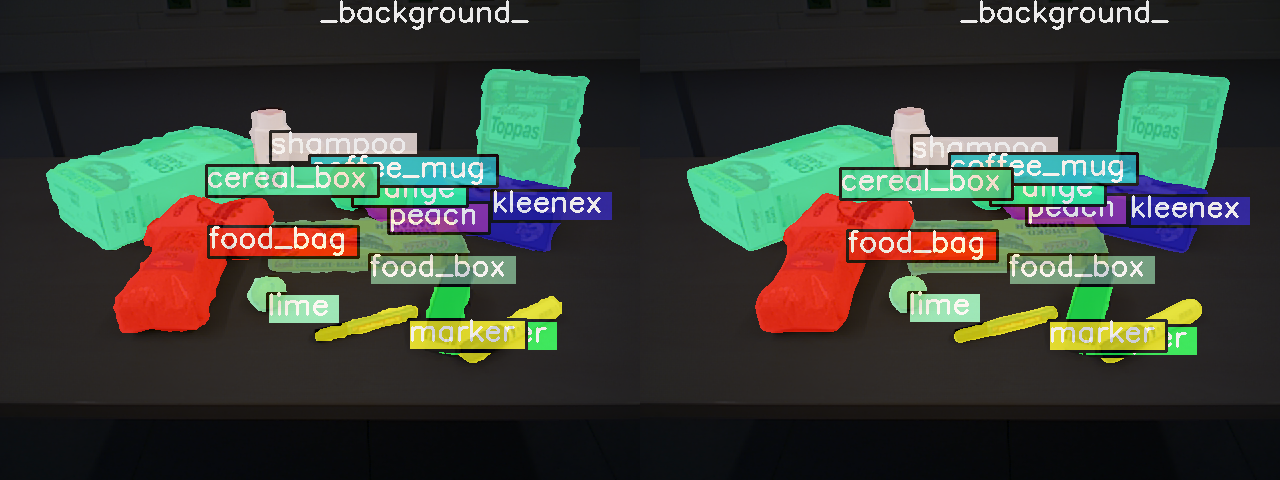 _background_
_background_
Toppas
Toppas
shampoo
shampoo
coffee_mug
coffee_mug
cereal_box
cereal_box
kleenex
kleenex
peach
peach
food_bag
food_bag
food_box
food_box
lime
lime
marker
marker